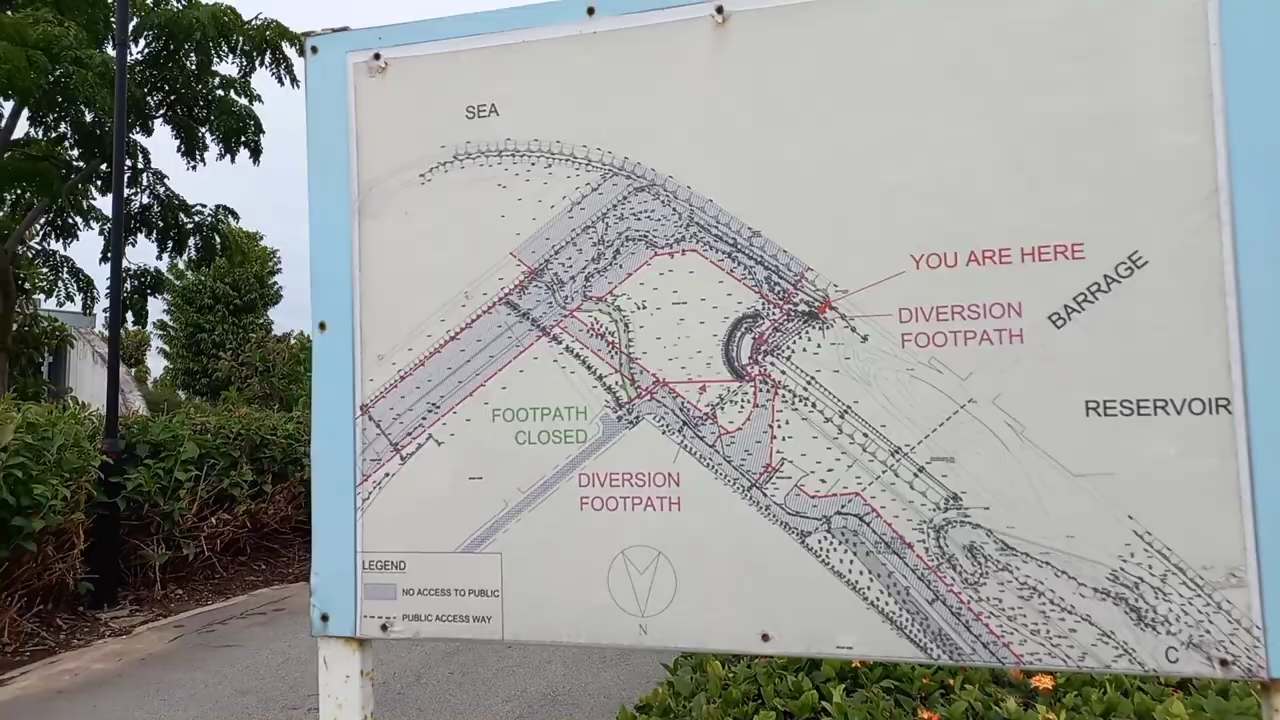 SEA
YOU ARE HERE
DIVERSION
FOOTPATH
BARRAGE
RESERVOIR
FOOTPATH
CLOSED
DIVERSION
FOOTPATH
LEGEND
NO ACCESS TO PUBLIC
PUBLIC ACCESS WAY
N
C